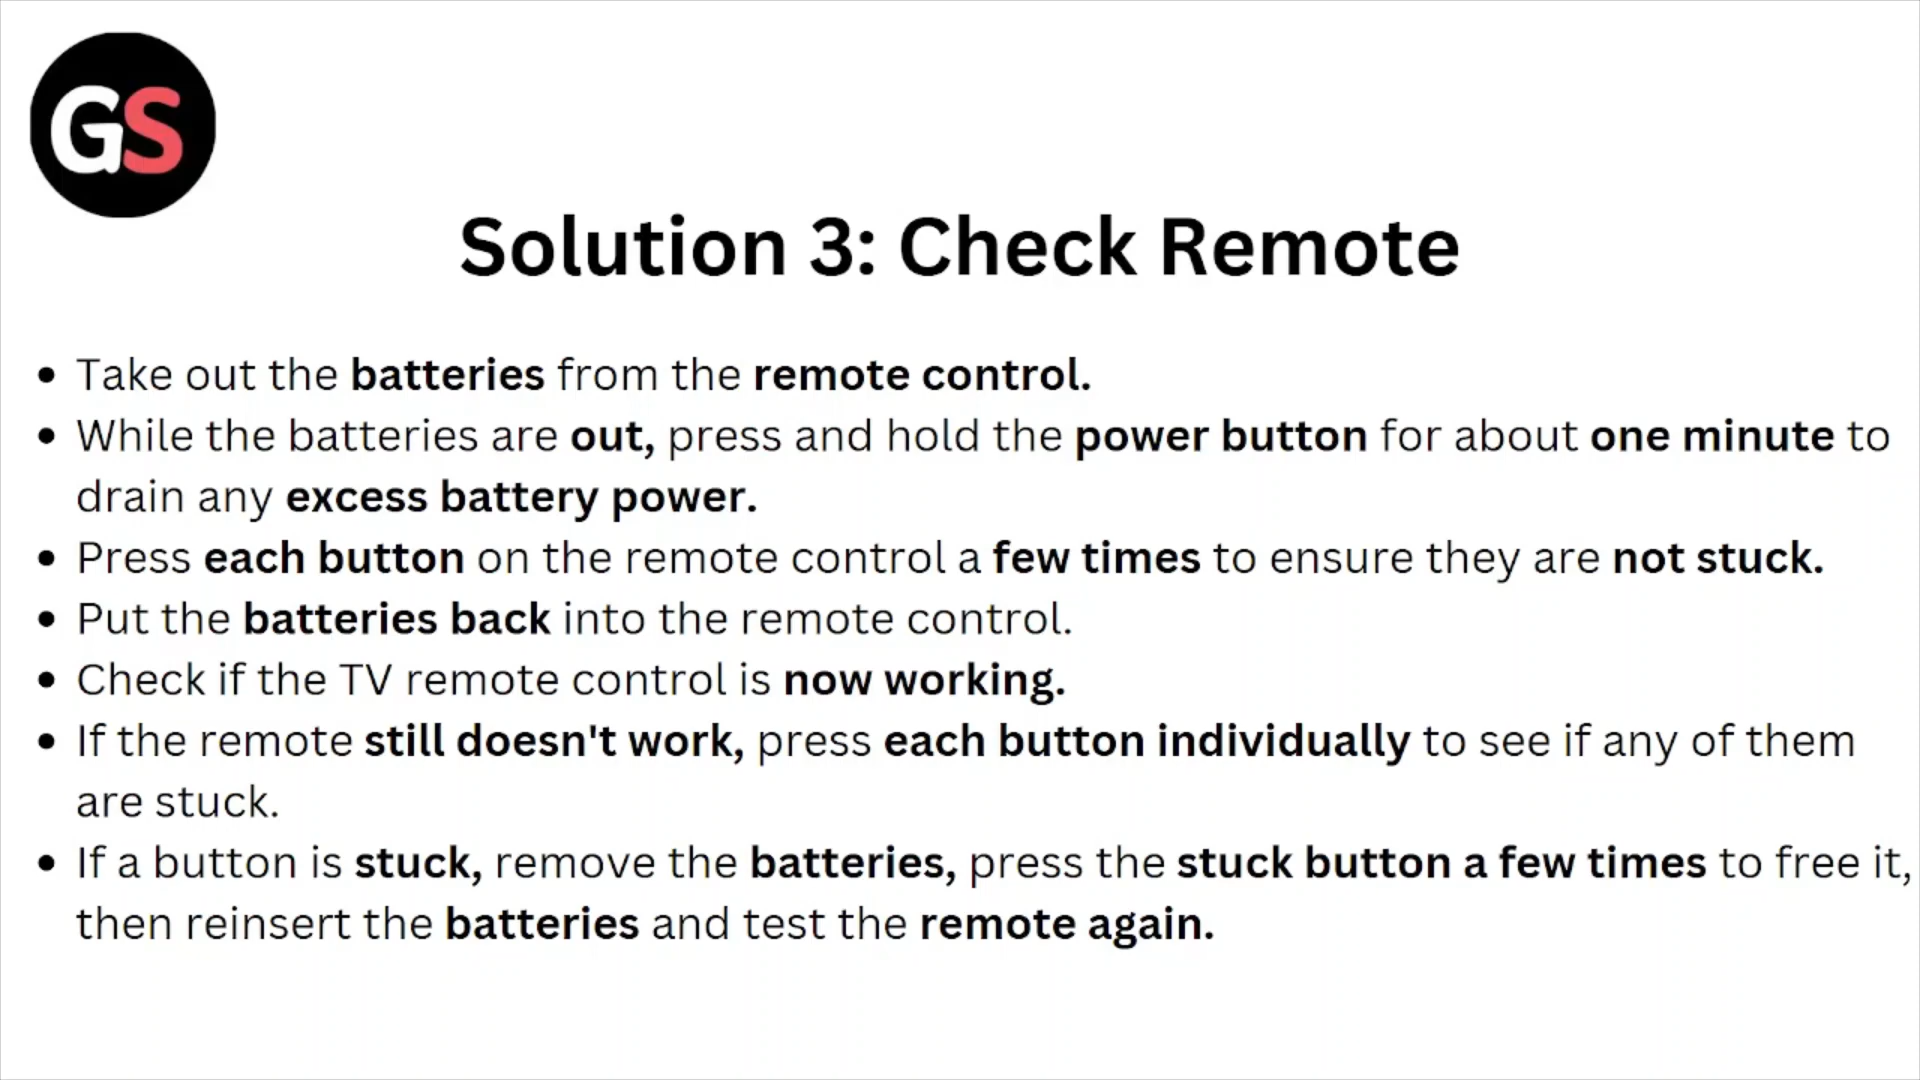 GS
Solution 3: Check Remote
• Take out the batteries from the remote control.
• While the batteries are out, press and hold the power button for about one minute to
drain any excess battery power.
• Press each button on the remote control a few times to ensure they are not stuck.
• Put the batteries back into the remote control.
• Check if the TV remote control is now working.
• If the remote still doesn't work, press each button individually to see if any of them
are stuck.
• If a button is stuck, remove the batteries, press the stuck button a few times to free it,
then reinsert the batteries and test the remote again.